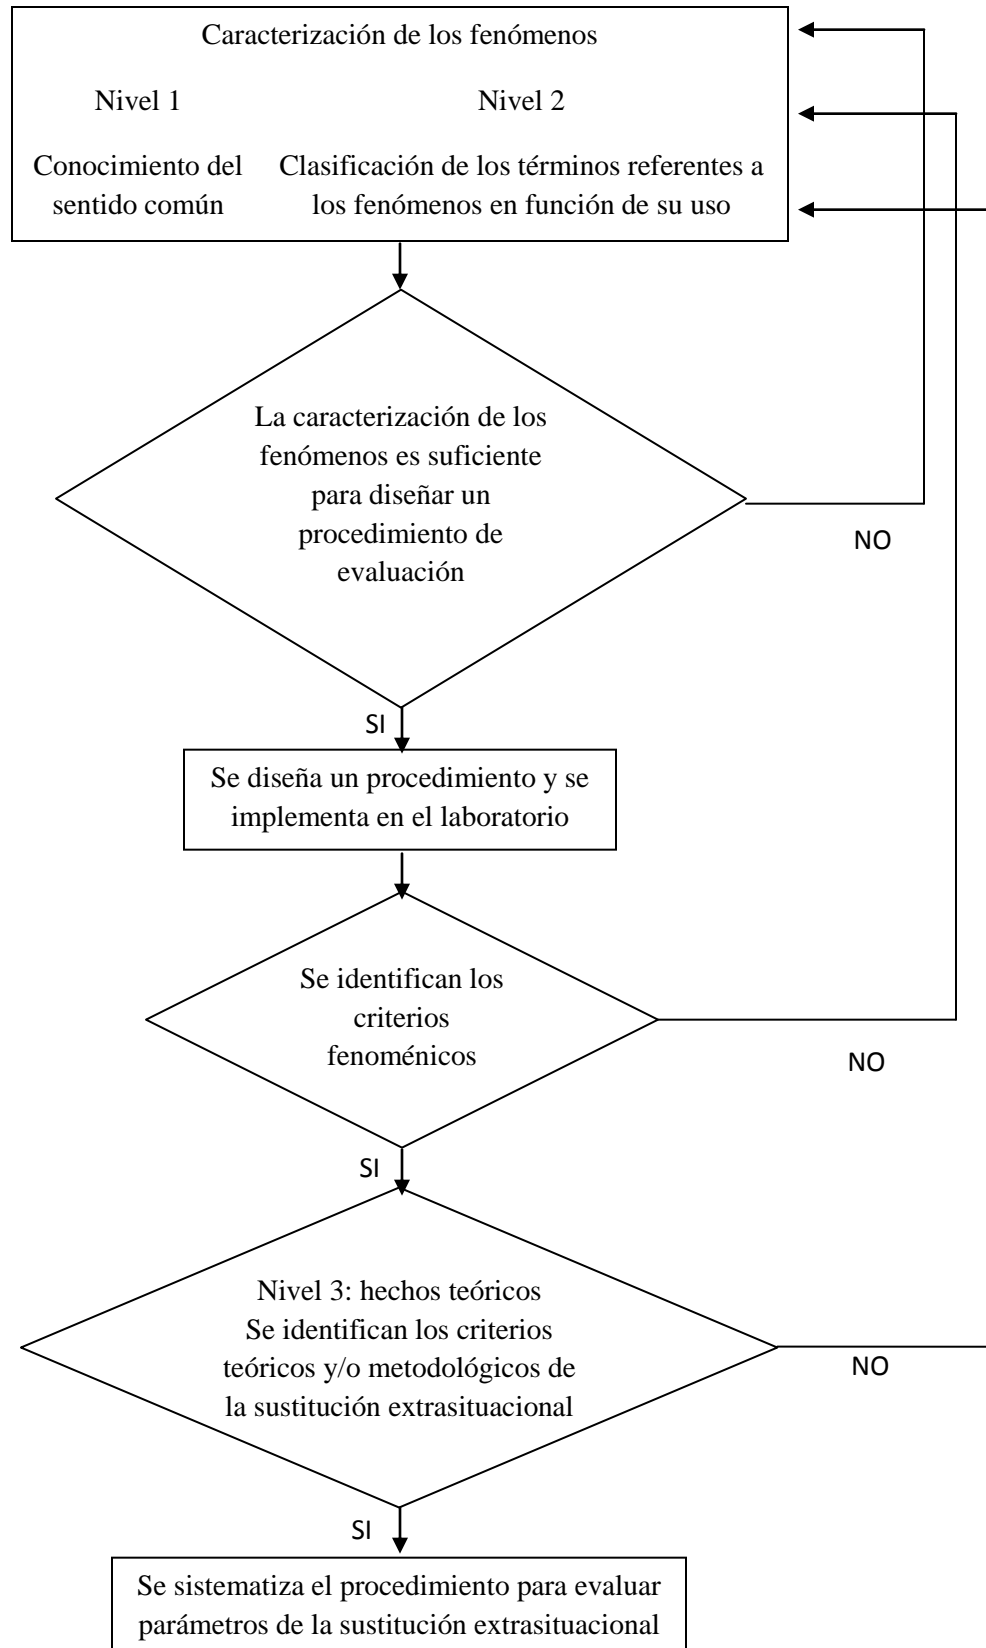 Caracterización de los fenómenos
Nivel 1
Nivel 2
Conocimiento del
sentido común
Clasificación de los términos referentes a
los fenómenos en función de su uso
La caracterización de los
fenómenos es suficiente
para diseñar un
procedimiento de
evaluación
NO
SI
Se diseña un procedimiento y se
implementa en el laboratorio
Se identifican los
criterios
fenoménicos
NO
SI
Nivel 3: hechos teóricos
Se identifican los criterios
teóricos y/o metodológicos de
la sustitución extrasituacional
NO
SI
Se sistematiza el procedimiento para evaluar
parámetros de la sustitución extrasituacional